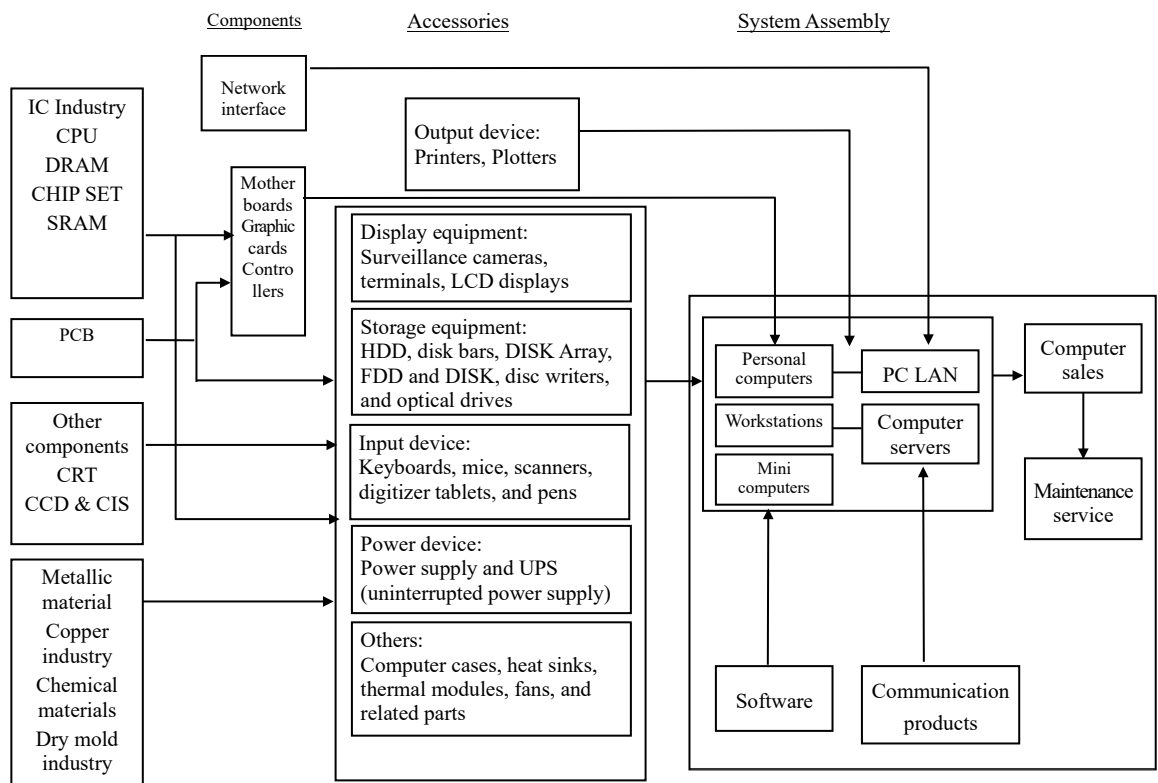 Components
Accessories
System Assembly
Network
interface
IC Industry
CPU
DRAM
CHIP SET
SRAM
Output device:
Printers, Plotters
Mother
boards
Graphic
cards
Contro
llers
Display equipment:
Surveillance cameras,
terminals, LCD displays
PCB
Storage equipment:
HDD, disk bars, DISK Array,
FDD and DISK, disc writers,
and optical drives
Personal
computers
PC LAN
Computer
sales
Other
components
CRT
CCD & CIS
Input device:
Keyboards, mice, scanners,
digitizer tablets, and pens
Workstations
Computer
servers
Mini
computers
Maintenance
service
Power device:
Power supply and UPS
(uninterrupted power supply)
Metallic
material
Copper
industry
Chemical
materials
Dry mold
industry
Others:
Computer cases, heat sinks,
thermal modules, fans, and
related parts
Software
Communication
products